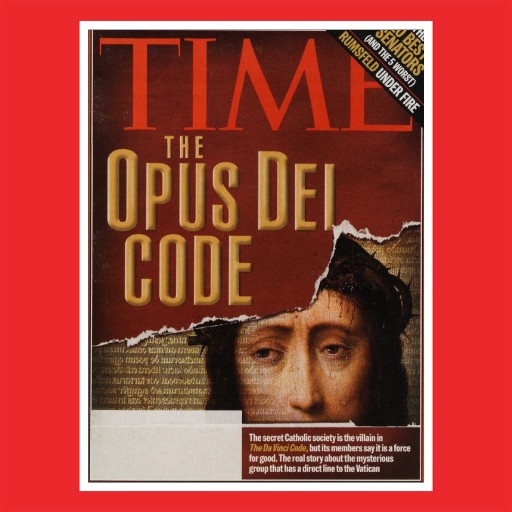 TIME
10 BEST
SENATORS
(AND THE 5 WORST)
RUMSFELD UNDER FIRE
THE
OPUS DEI
CODE
The secret Catholic society is the villain in
The Da Vinci Code, but its members say it is a force
for good. The real story about the mysterious
group that has a direct line to the Vatican